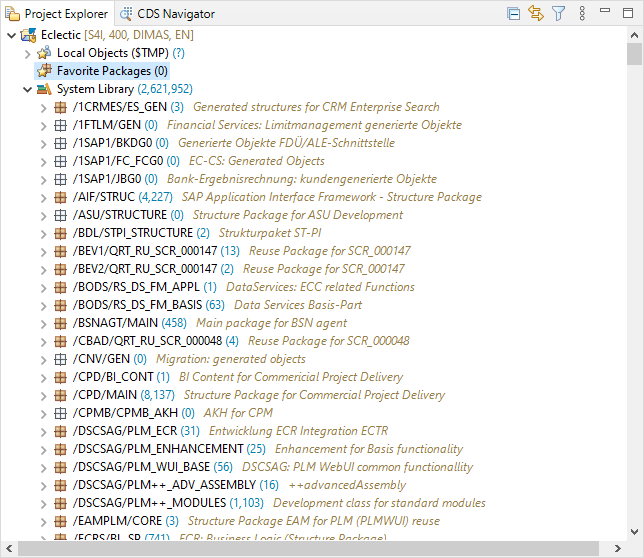 Project Explorer CDS Navigator
Eclectic [S4I, 400, DIMAS, EN]
Local Objects ($TMP) (?)
Favorite Packages (0)
System Library (2,621,952)
/1CRMES/ES_GEN (3) Generated structures for CRM Enterprise Search
/1FTLM/GEN (0) Financial Services: Limitmanagement generierte Objekte
/1SAP1/BKDG0 (0) Generierte Objekte FDÜ/ALE-Schnittstelle
/1SAP1/FC_FCG0 (0) EC-CS: Generated Objects
/1SAP1/JBG0 (0) Bank-Ergebnisrechnung: kundengenerierte Objekte
/AIF/STRUC (4,227) SAP Application Interface Framework - Structure Package
/ASU/STRUCTURE (0) Structure Package for ASU Development
/BDL/STPI_STRUCTURE (2) Strukturpaket ST-PI
/BEV1/QRT_RU_SCR_000147 (13) Reuse Package for SCR_000147
/BEV2/QRT_RU_SCR_000147 (2) Reuse Package for SCR_000147
/BODS/RS_DS_FM_APPL (1) DataServices: ECC related Functions
/BODS/RS_DS_FM_BASIS (63) Data Services Basis-Part
/BSNAGT/MAIN (458) Main package for BSN agent
/CBAD/QRT_RU_SCR_000048 (4) Reuse Package for SCR_000048
/CNV/GEN (0) Migration: generated objects
/CPD/BI_CONT (1) BI Content for Commericial Project Delivery
/CPD/MAIN (8,137) Structure Package for Commercial Project Delivery
/CPMB/CPMB_AKH (0) AKH for CPM
/DSCSAG/PLM_ECR (31) Entwicklung ECR Integration ECTR
/DSCSAG/PLM_ENHANCEMENT (25) Enhancement for Basis functionality
/DSCSAG/PLM_WUI_BASE (56) DSCSAG: PLM WebUI common functionallity
/DSCSAG/PLM++_ADV_ASSEMBLY (16) ++advancedAssembly
/DSCSAG/PLM++_MODULES (1,103) Development class for standard modules
/EAMPLM/CORE (3) Structure Package EAM for PLM (PLMWUI) reuse
/ECRS/BL_SP (741) ECR: Business Logic (Structure Package)